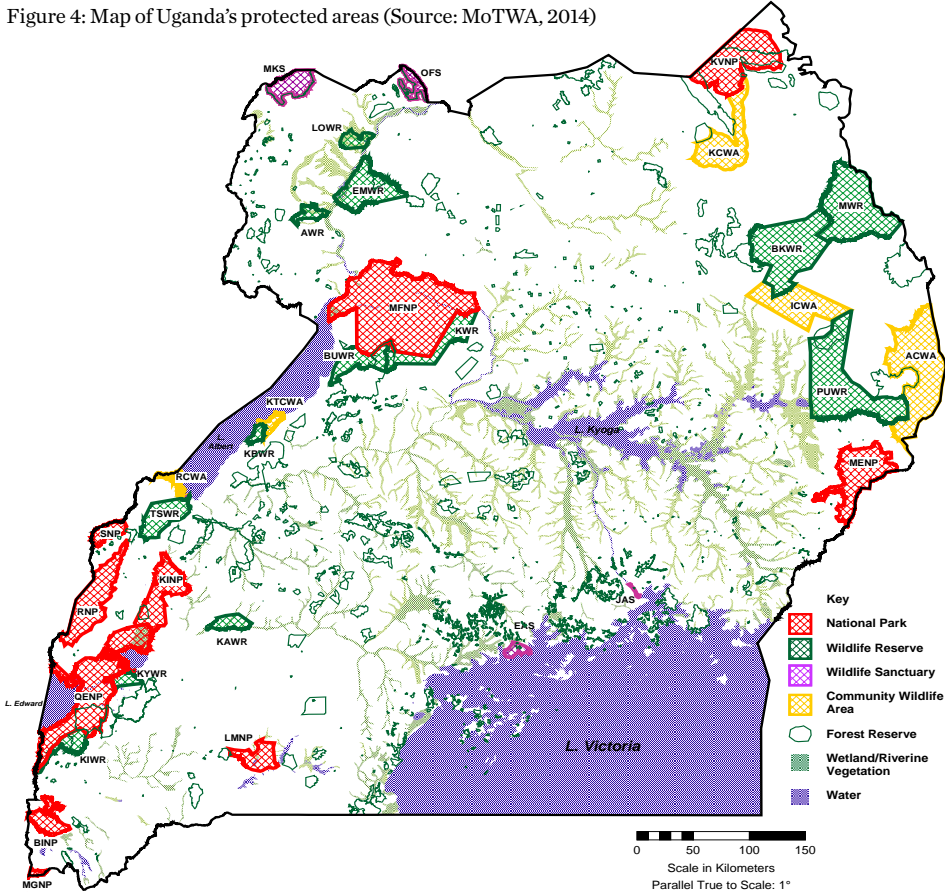 Figure 4: Map of Uganda's protected areas (Source: MoTWA, 2014)
KVNP
MKS
OFS
LOWR
KCWA
EMWR
MWR
AWR
BKWR
ICWA
MFNP
KWR
BUWR
ACWA
PUWR
KTCWA
L. Kyoga
L.
Albert
KBWR
MENP
RCWA
TSWR
SNP
KINP
RNP
JAS
KAWR
EAS
KYWR
QENP
L. Edward
LMNP
L. Victoria
KIWR
BINP
MGNP
Key
National Park
Wildlife Reserve
Wildlife Sanctuary
Community Wildlife
Area
Forest Reserve
Wetland/Riverine
Vegetation
Water
0 50 100 150
Scale in Kilometers
Parallel True to Scale: 1°